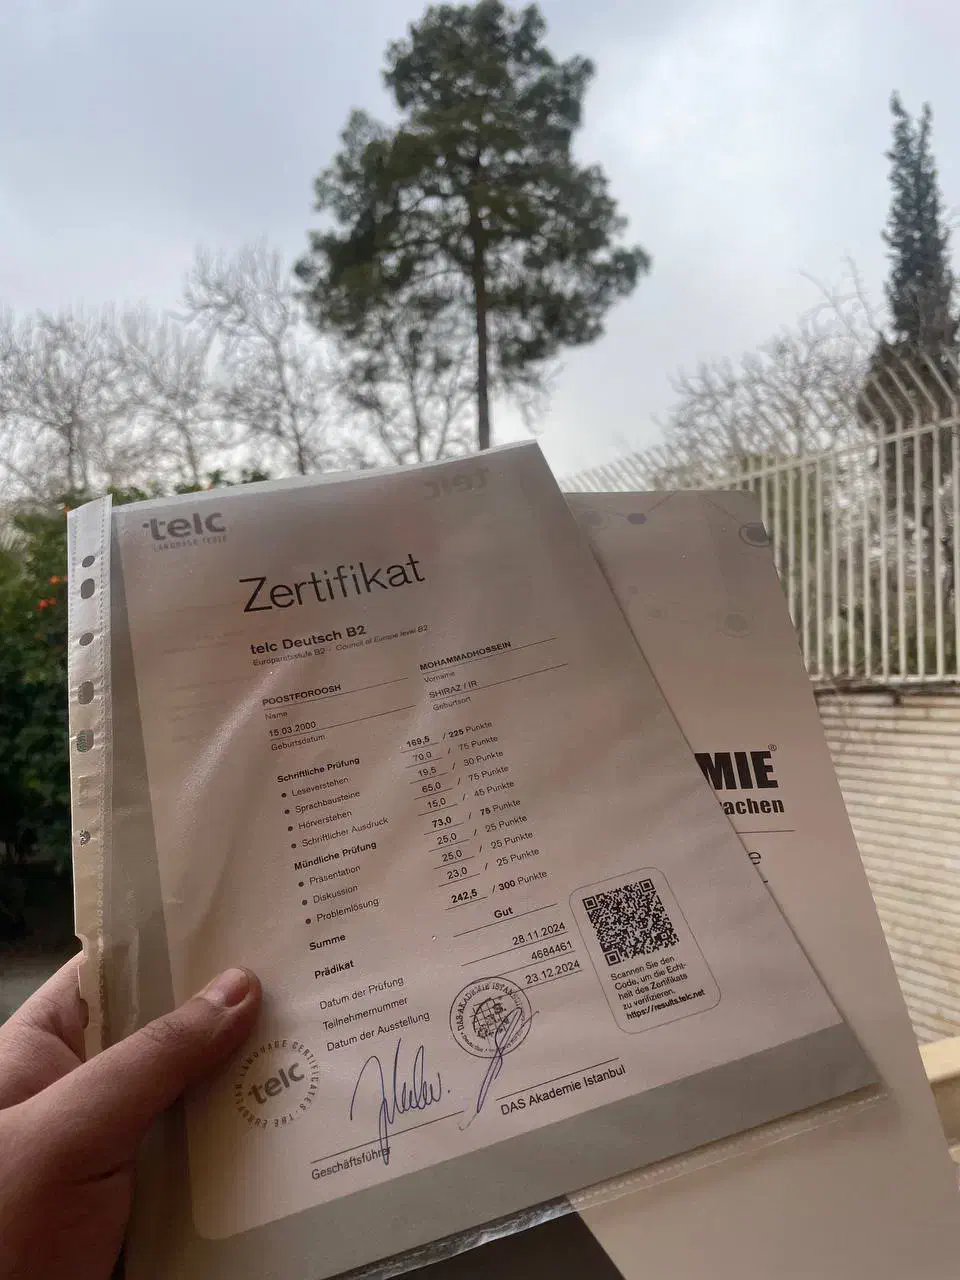 telc
LANGUAGE TESTS
Zertifikat
telc Deutsch B2
Europaratsstufe B2 · Council of Europe level B2
POOSTFOROOSH MOHAMMADHOSSEIN
Name Vorname
15.03.2000 SHIRAZ / IR
Geburtsdatum Geburtsort
Schriftliche Prüfung 169,5 / 225 Punkte
• Leseverstehen 70,0 / 75 Punkte
• Sprachbausteine 19,5 / 30 Punkte
• Hörverstehen 65,0 / 75 Punkte
• Schriftlicher Ausdruck 15,0 / 45 Punkte
Mündliche Prüfung 73,0 / 75 Punkte
• Präsentation 25,0 / 25 Punkte
• Diskussion 25,0 / 25 Punkte
• Problemlösung 23,0 / 25 Punkte
Summe 242,5 / 300 Punkte
Prädikat Gut
Datum der Prüfung 28.11.2024
Teilnehmernummer 4684461
Datum der Ausstellung 23.12.2024
Scannen Sie den
Code, um die Echt-
heit des Zertifikats
zu verifizieren.
https://results.telc.net
DAS AKADEMIE ISTANBUL
telc
THE EUROPEAN LANGUAGE CERTIFICATES
Geschäftsführer
DAS Akademie Istanbul
MIE®
achen
e